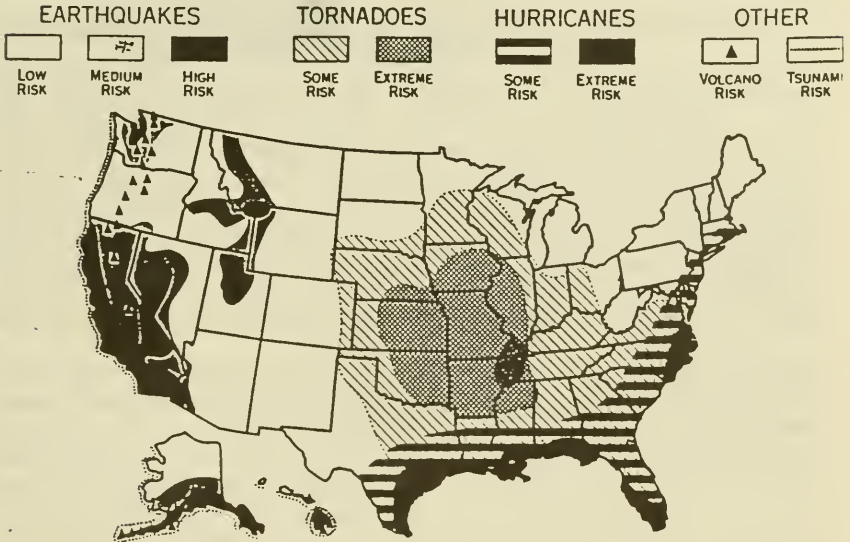 EARTHQUAKES TORNADOES HURRICANES OTHER
LOW RISK
MEDIUM RISK
HIGH RISK
SOME RISK
EXTREME RISK
SOME RISK
EXTREME RISK
VOLCANO RISK
TSUNAMI RISK